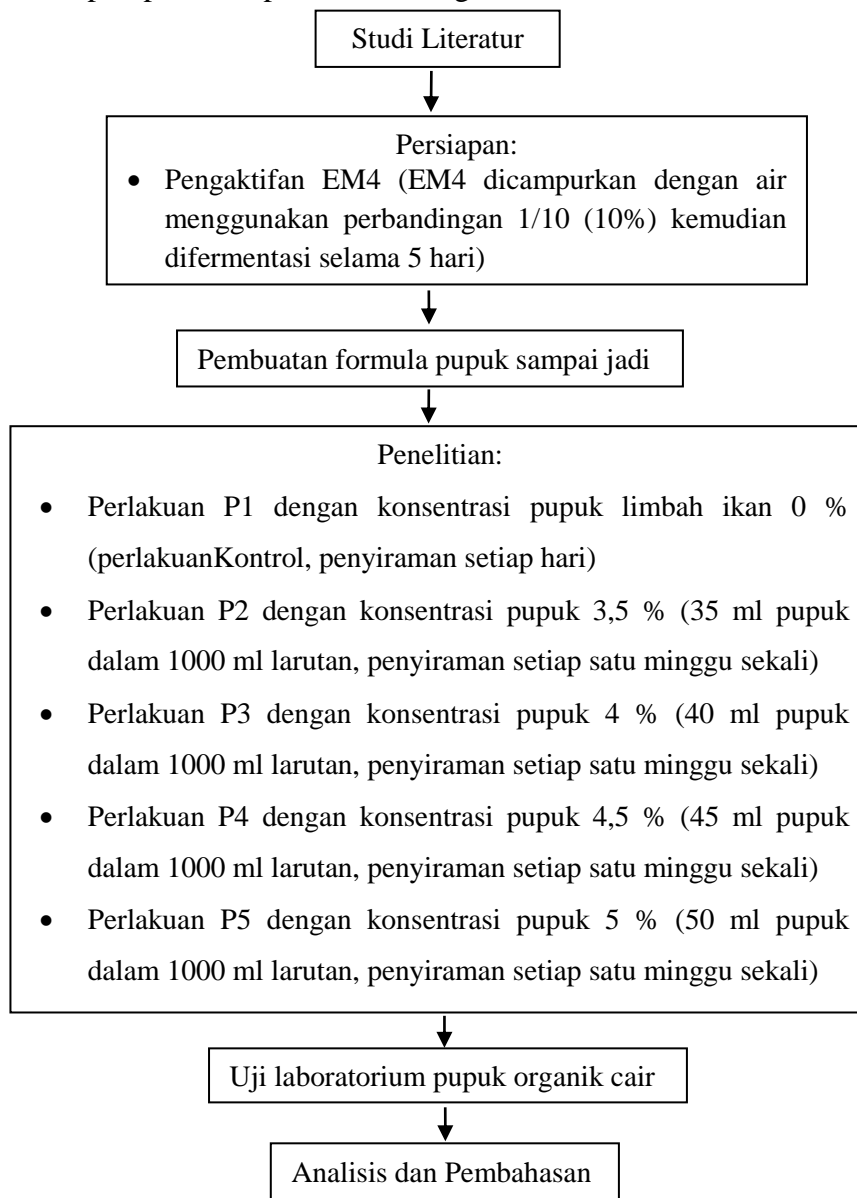 Studi Literatur
Persiapan:
• Pengaktifan EM4 (EM4 dicampurkan dengan air
menggunakan perbandingan 1/10 (10%) kemudian
difermentasi selama 5 hari)
Pembuatan formula pupuk sampai jadi
Penelitian:
• Perlakuan P1 dengan konsentrasi pupuk limbah ikan 0 %
(perlakuanKontrol, penyiraman setiap hari)
• Perlakuan P2 dengan konsentrasi pupuk 3,5 % (35 ml pupuk
dalam 1000 ml larutan, penyiraman setiap satu minggu sekali)
• Perlakuan P3 dengan konsentrasi pupuk 4 % (40 ml pupuk
dalam 1000 ml larutan, penyiraman setiap satu minggu sekali)
• Perlakuan P4 dengan konsentrasi pupuk 4,5 % (45 ml pupuk
dalam 1000 ml larutan, penyiraman setiap satu minggu sekali)
• Perlakuan P5 dengan konsentrasi pupuk 5 % (50 ml pupuk
dalam 1000 ml larutan, penyiraman setiap satu minggu sekali)
Uji laboratorium pupuk organik cair
Analisis dan Pembahasan